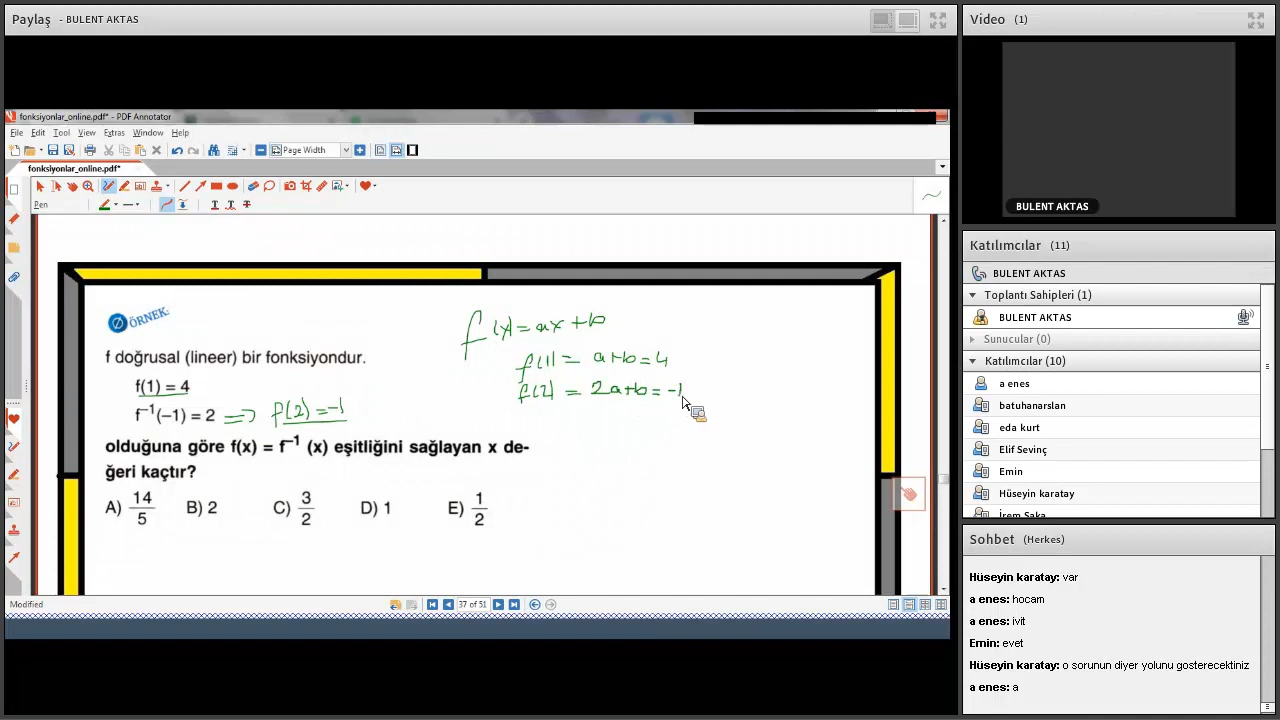 Paylaş - BULENT AKTAS
fonksiyonlar_online.pdf* - PDF Annotator
File Edit Tool View Extras Window Help
Page Width
fonksiyonlar_online.pdf*
Pen
ÖRNEK:
f doğrusal (lineer) bir fonksiyondur.
f(1) = 4
f⁻¹(−1) = 2 => f(2) = -1
olduğuna göre f(x) = f⁻¹ (x) eşitliğini sağlayan x de-
ğeri kaçtır?
A) 14/5 B) 2 C) 3/2 D) 1 E) 1/2
f(x) = ax + b
f(1) = a+b = 4
f(2) = 2a+b = -1
Modified
37 of 51
Video (1)
BULENT AKTAS
Katılımcılar (11)
BULENT AKTAS
Toplantı Sahipleri (1)
BULENT AKTAS
Sunucular (0)
Katılımcılar (10)
a enes
batuhanarslan
eda kurt
Elif Sevinç
Emin
Hüseyin karatay
İrem Saka
Sohbet (Herkes)
Hüseyin karatay: var
a enes: hocam
a enes: ivit
Emin: evet
Hüseyin karatay: o sorunun diyer yolunu gosterecektiniz
a enes: a